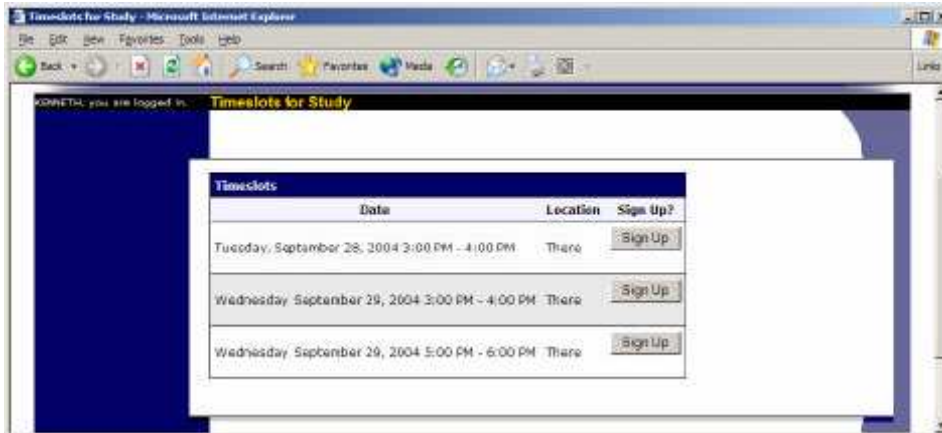 Timeslots for Study - Microsoft Internet Explorer
File Edit View Favorites Tools Help
Back Search Favorites Media Links
KENNETH, you are logged in. Timeslots for Study
Timeslots
Date Location Sign Up?
Tuesday, September 28, 2004 3:00 PM - 4:00 PM There Sign Up
Wednesday September 29, 2004 3:00 PM - 4:00 PM There Sign Up
Wednesday September 29, 2004 5:00 PM - 6:00 PM There Sign Up